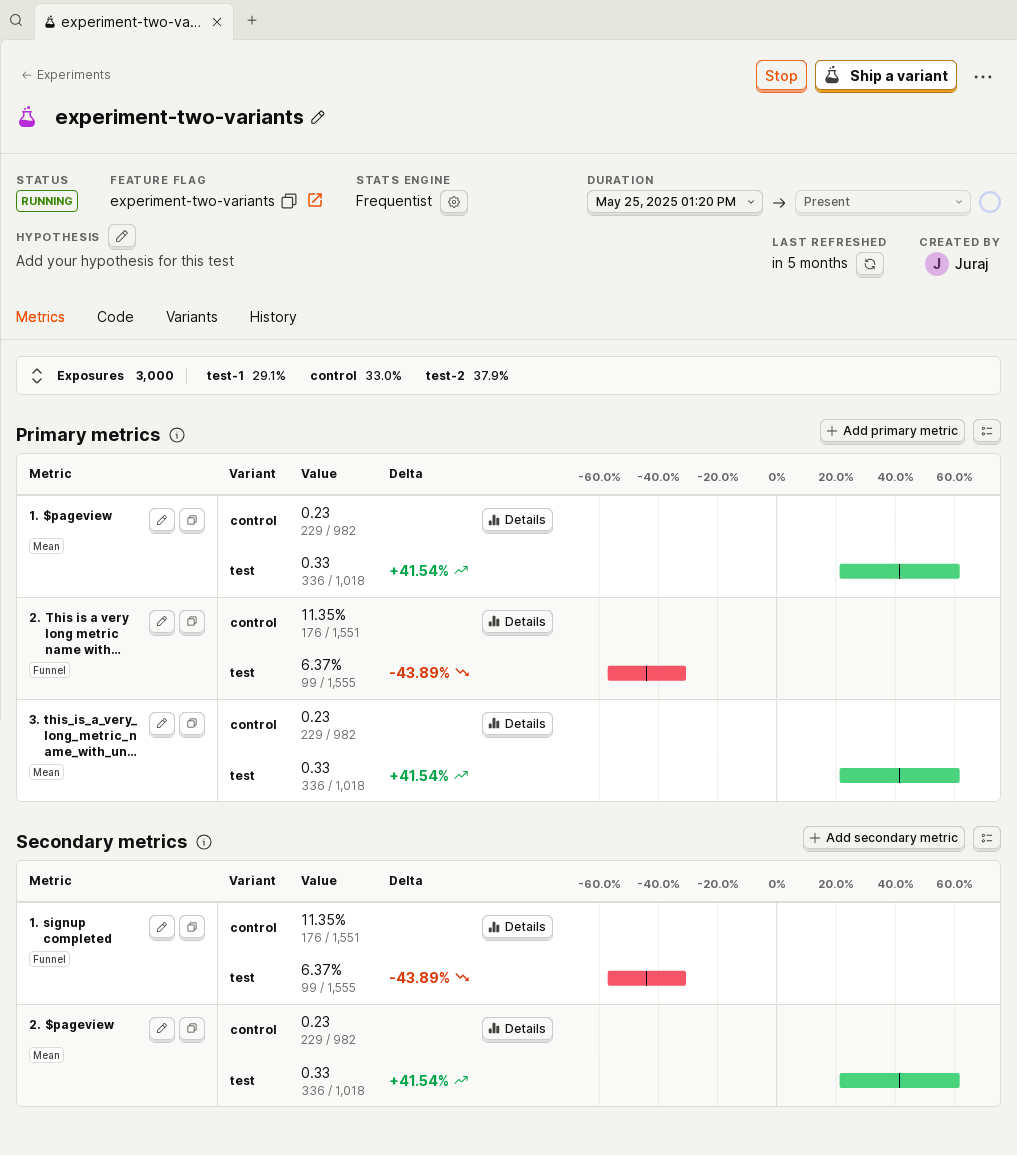 experiment-two-va...
Experiments
Stop
Ship a variant
experiment-two-variants
STATUS
FEATURE FLAG
STATS ENGINE
DURATION
RUNNING
experiment-two-variants
Frequentist
May 25, 2025 01:20 PM
Present
HYPOTHESIS
Add your hypothesis for this test
LAST REFRESHED
CREATED BY
in 5 months
J Juraj
Metrics
Code
Variants
History
Exposures 3,000 test-1 29.1% control 33.0% test-2 37.9%
Primary metrics
Add primary metric
Metric Variant Value Delta -60.0% -40.0% -20.0% 0% 20.0% 40.0% 60.0%
1. $pageview
Mean
control 0.23 Details
229 / 982
test 0.33 +41.54%
336 / 1,018
2. This is a very
long metric
name with...
Funnel
control 11.35% Details
176 / 1,551
test 6.37% -43.89%
99 / 1,555
3. this_is_a_very_
long_metric_n
ame_with_un...
Mean
control 0.23 Details
229 / 982
test 0.33 +41.54%
336 / 1,018
Secondary metrics
Add secondary metric
Metric Variant Value Delta -60.0% -40.0% -20.0% 0% 20.0% 40.0% 60.0%
1. signup
completed
Funnel
control 11.35% Details
176 / 1,551
test 6.37% -43.89%
99 / 1,555
2. $pageview
Mean
control 0.23 Details
229 / 982
test 0.33 +41.54%
336 / 1,018